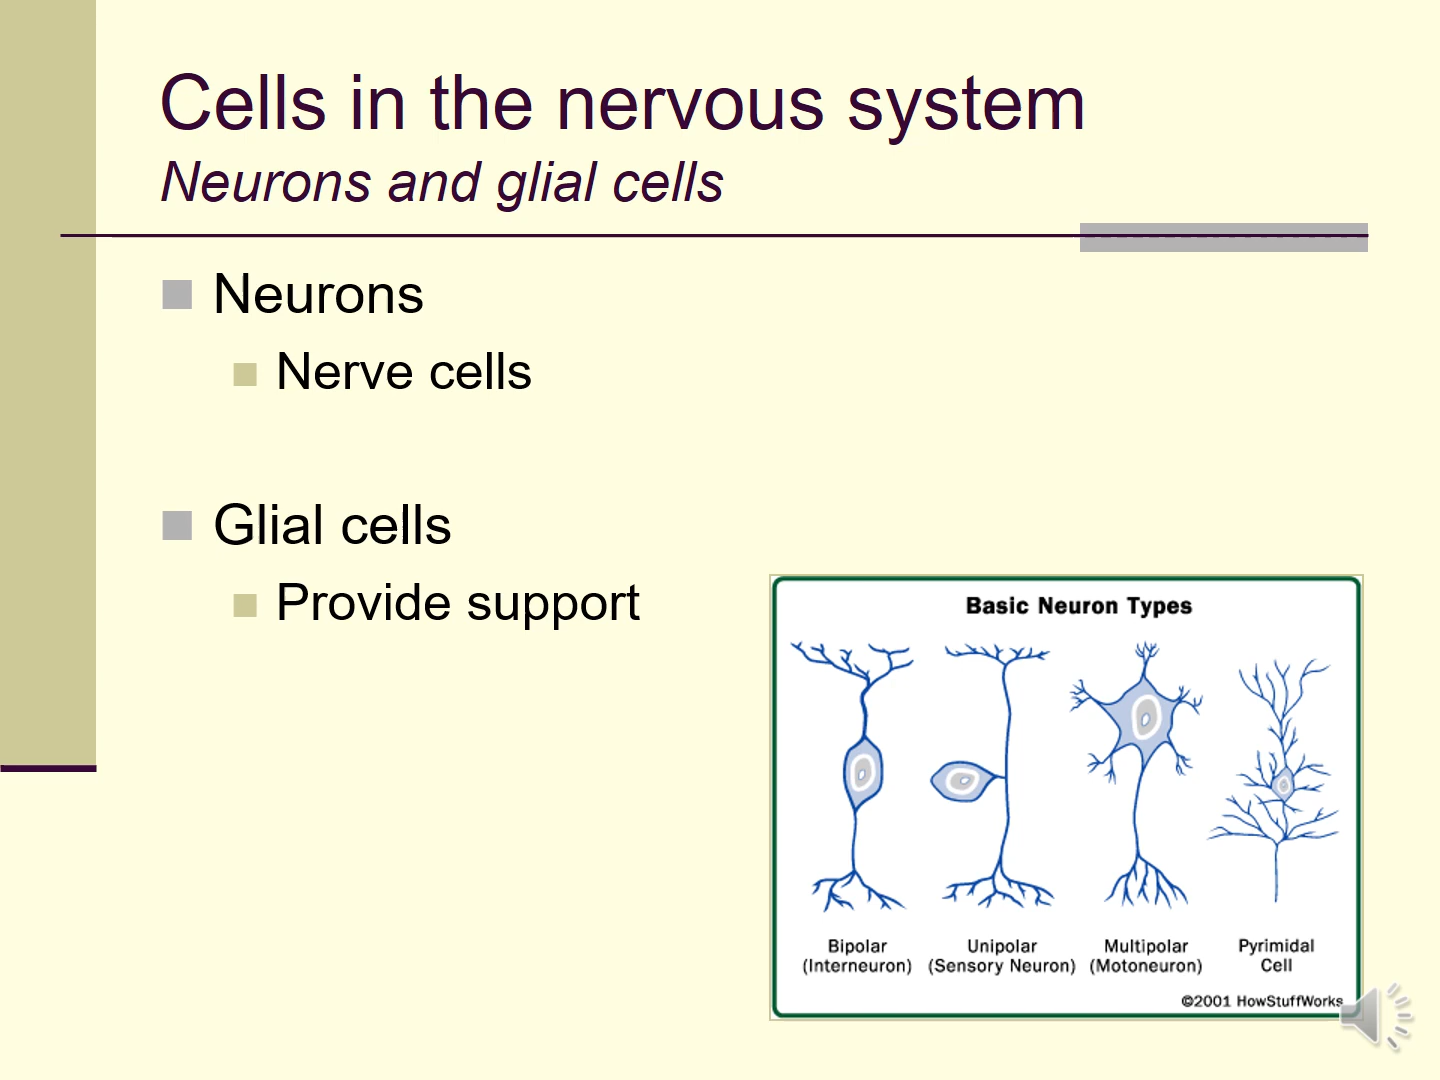 Cells in the nervous system
Neurons and glial cells
Neurons
Nerve cells
Glial cells
Provide support
Basic Neuron Types
Bipolar
(Interneuron)
Unipolar
(Sensory Neuron)
Multipolar
(Motoneuron)
Pyrimidal
Cell
©2001 HowStuffWorks